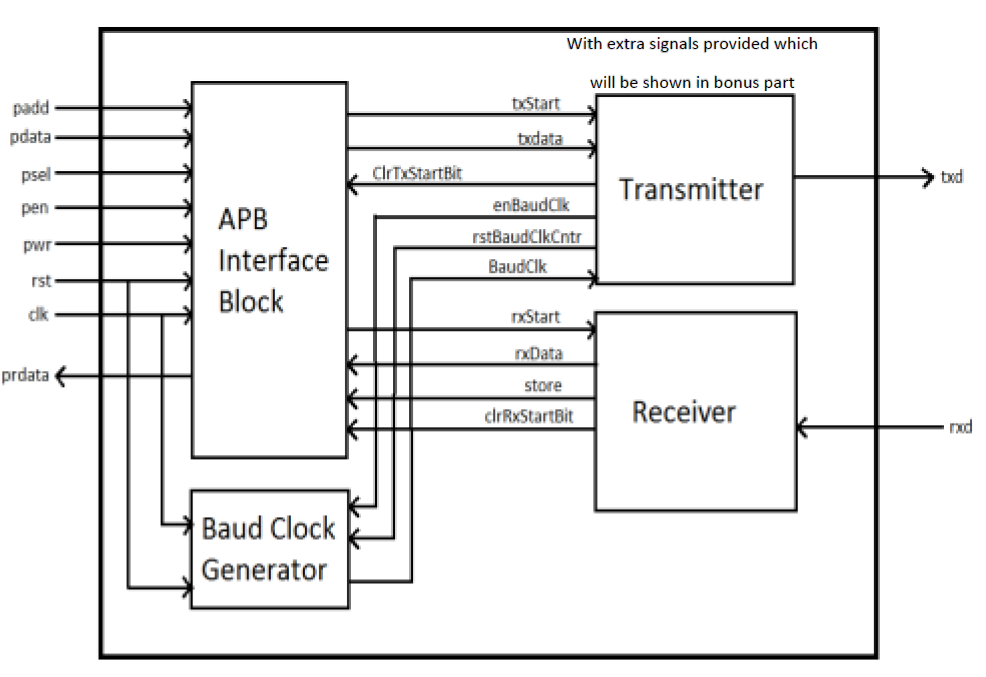 With extra signals provided which
will be shown in bonus part
padd
pdata
psel
pen
pwr
rst
clk
prdata
APB
Interface
Block
txStart
txdata
ClrTxStartBit
enBaudClk
rstBaudClkCntr
BaudClk
Transmitter
txd
rxStart
rxData
store
clrRxStartBit
Receiver
rxd
Baud Clock
Generator